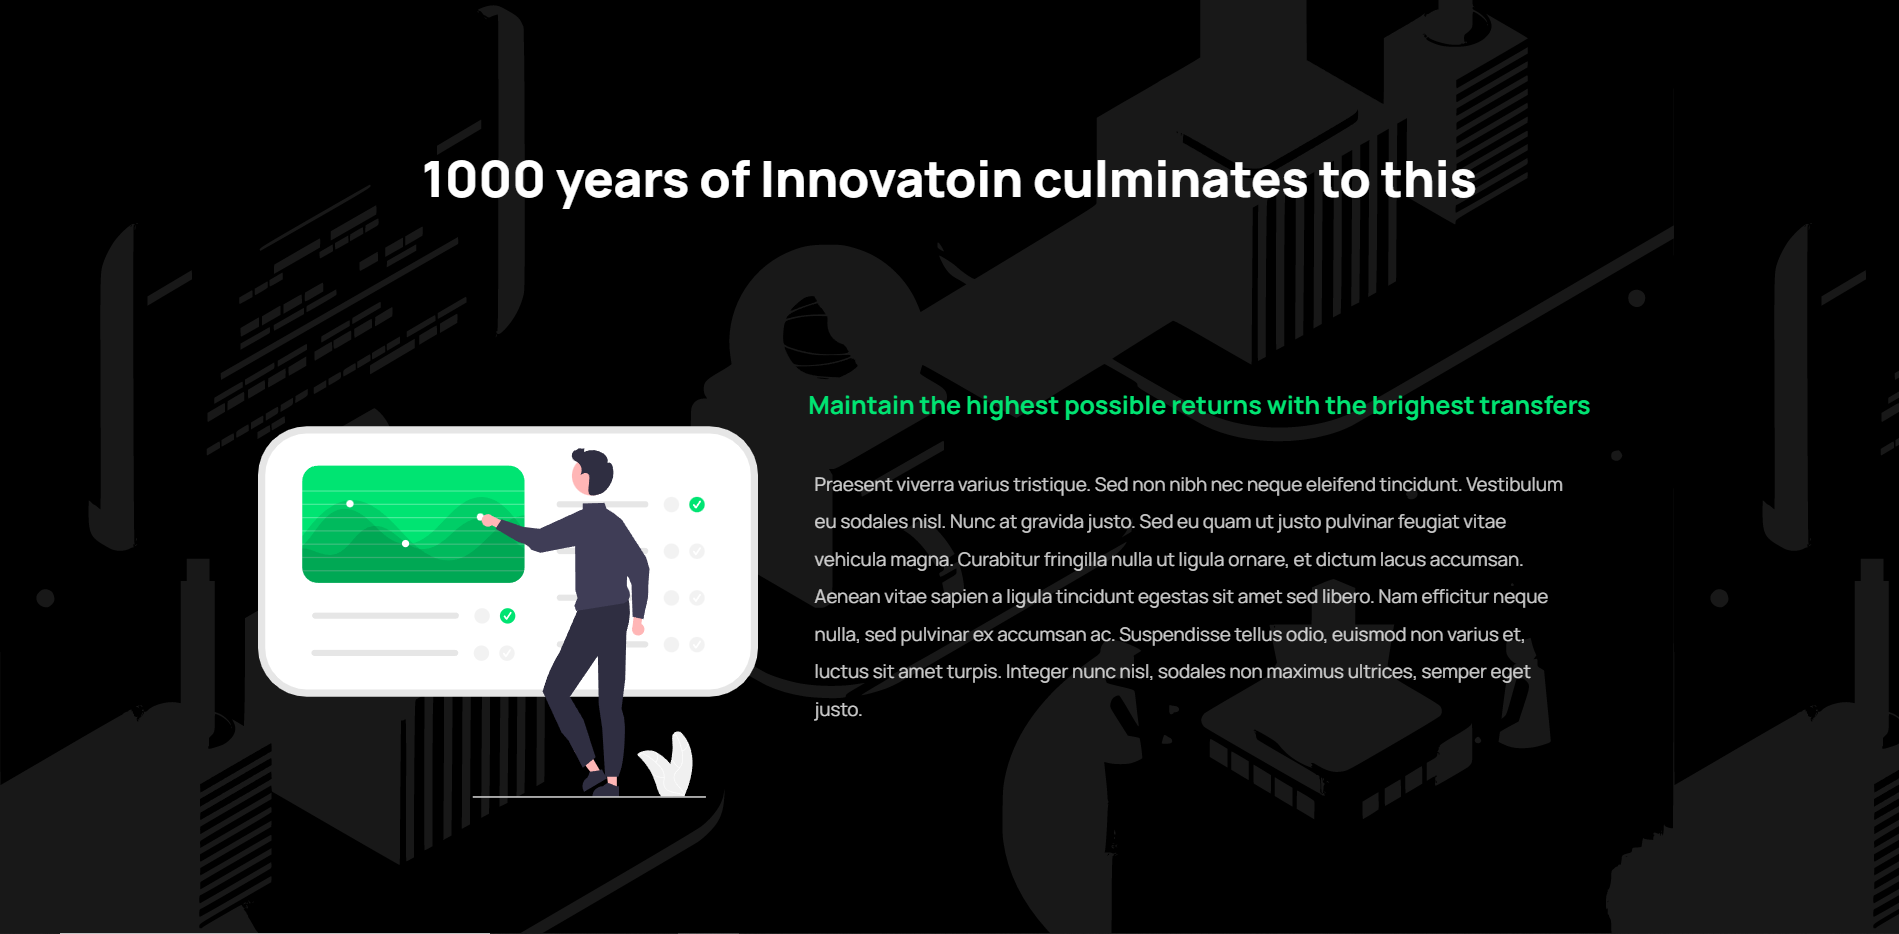 1000 years of Innovatoin culminates to this
Maintain the highest possible returns with the brighest transfers
Praesent viverra varius tristique. Sed non nibh nec neque eleifend tincidunt. Vestibulum
eu sodales nisl. Nunc at gravida justo. Sed eu quam ut justo pulvinar feugiat vitae
vehicula magna. Curabitur fringilla nulla ut ligula ornare, et dictum lacus accumsan.
Aenean vitae sapien a ligula tincidunt egestas sit amet sed libero. Nam efficitur neque
nulla, sed pulvinar ex accumsan ac. Suspendisse tellus odio, euismod non varius et,
luctus sit amet turpis. Integer nunc nisl, sodales non maximus ultrices, semper eget
justo.